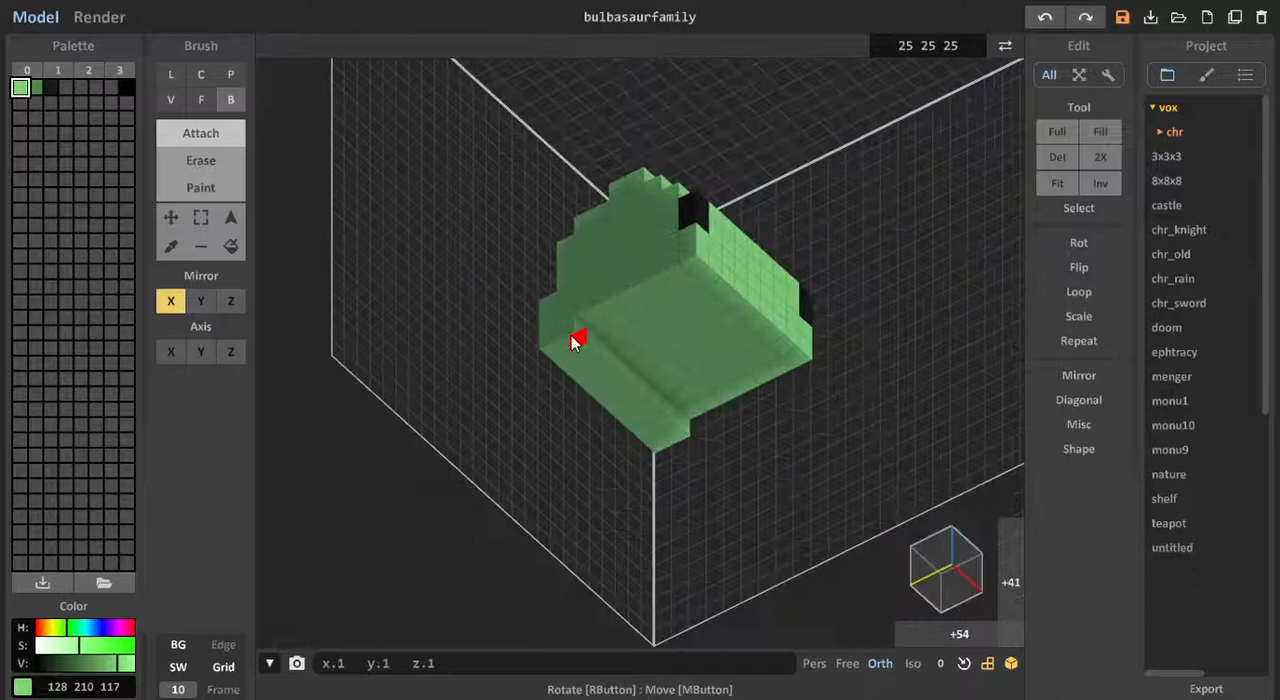 Model Render
bulbasaurfamily
Palette
Brush
25 25 25
Edit
Project
0 1 2 3
L C P
V F B
All
Attach
Erase
Paint
Tool
Full Fill
Del 2X
Fit Inv
Select
Rot
Flip
Loop
Scale
Repeat
Mirror
Diagonal
Misc
Shape
Mirror
X Y Z
Axis
X Y Z
vox
chr
3x3x3
8x8x8
castle
chr_knight
chr_old
chr_rain
chr_sword
doom
ephtracy
menger
monu1
monu10
monu9
nature
shelf
teapot
untitled
+41
+54
Color
H:
S:
V:
128 210 117
BG Edge
SW Grid
10 Frame
x.1 y.1 z.1
Pers Free Orth Iso 0
Rotate [RButton] : Move [MButton]
Export